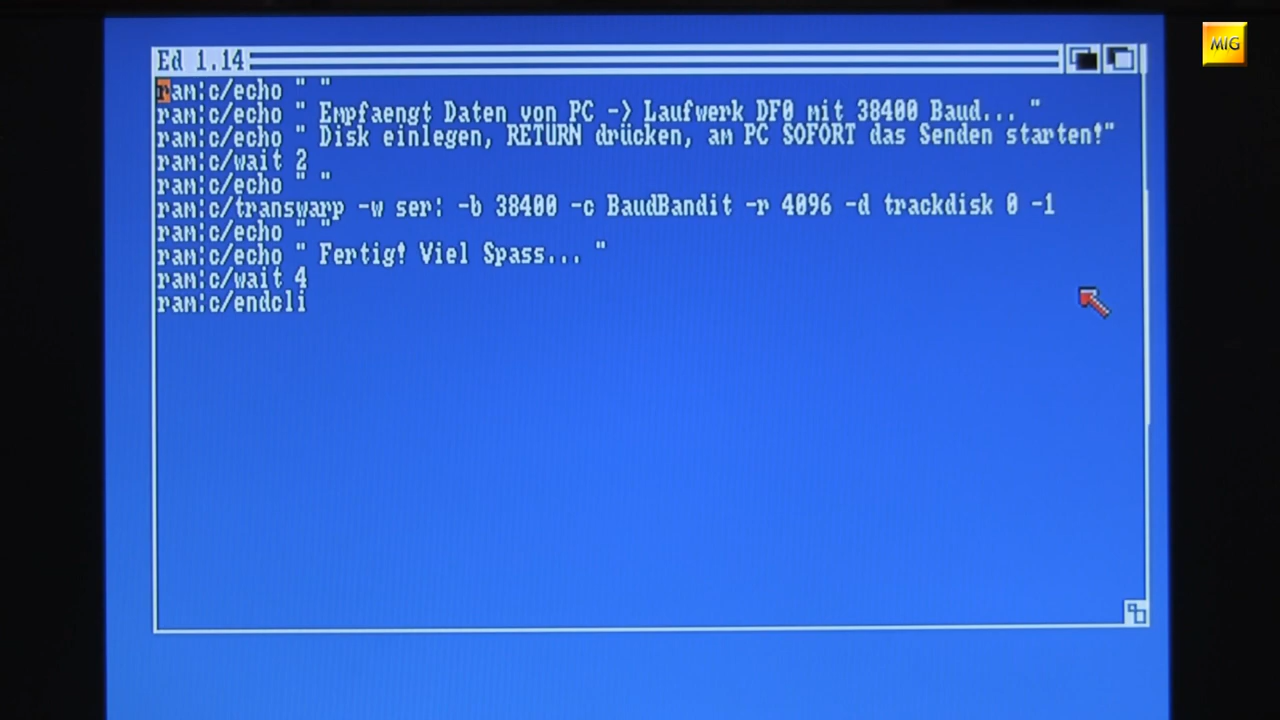 MIG
Ed 1.14
ram:c/echo " "
ram:c/echo " Empfaengt Daten von PC -> Laufwerk DF0 mit 38400 Baud... "
ram:c/echo " Disk einlegen, RETURN drücken, am PC SOFORT das Senden starten!"
ram:c/wait 2
ram:c/echo " "
ram:c/transwarp -w ser: -b 38400 -c BaudBandit -r 4096 -d trackdisk 0 -1
ram:c/echo " "
ram:c/echo " Fertig! Viel Spass... "
ram:c/wait 4
ram:c/endcli